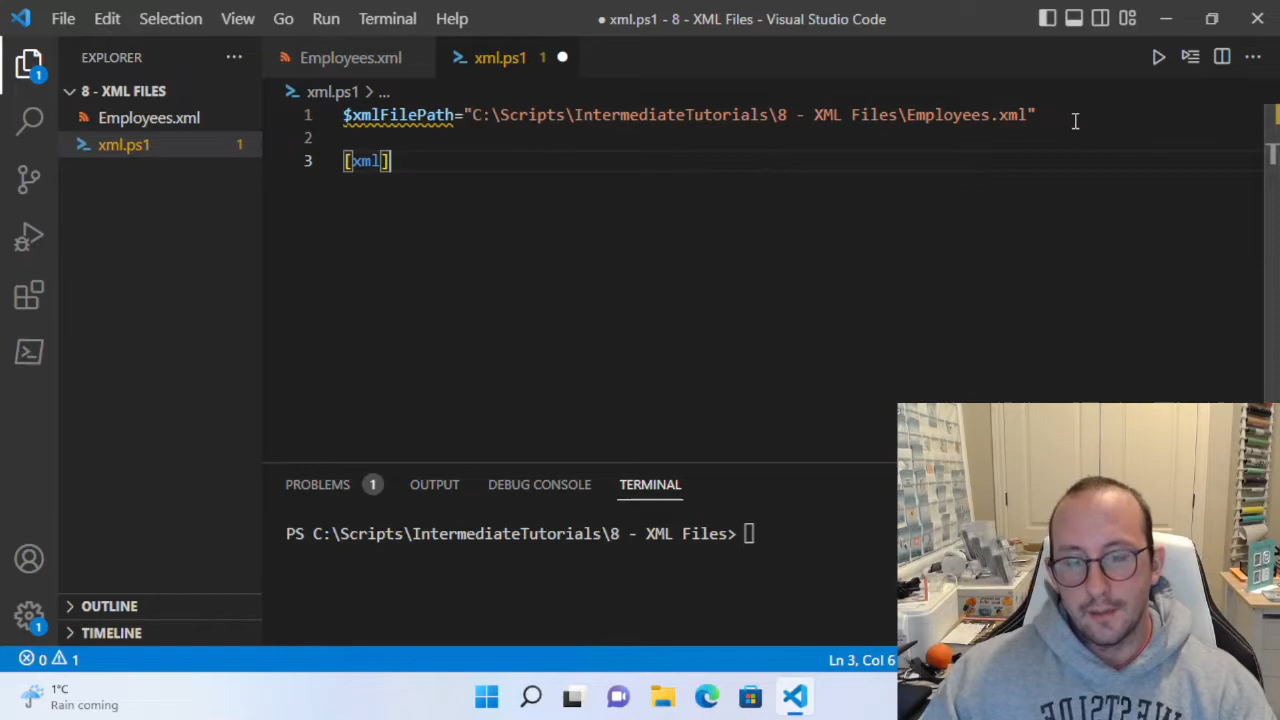 File Edit Selection View Go Run Terminal Help
● xml.ps1 - 8 - XML Files - Visual Studio Code
EXPLORER
Employees.xml
xml.ps1 1
8 - XML FILES
xml.ps1 > ...
1 $xmlFilePath="C:\Scripts\IntermediateTutorials\8 - XML Files\Employees.xml"
Employees.xml
2
xml.ps1 1
3 [xml]
PROBLEMS 1 OUTPUT DEBUG CONSOLE TERMINAL
PS C:\Scripts\IntermediateTutorials\8 - XML Files>
OUTLINE
TIMELINE
1
1
0 1
Ln 3, Col 6
1°C
Rain coming
WESTSIDE